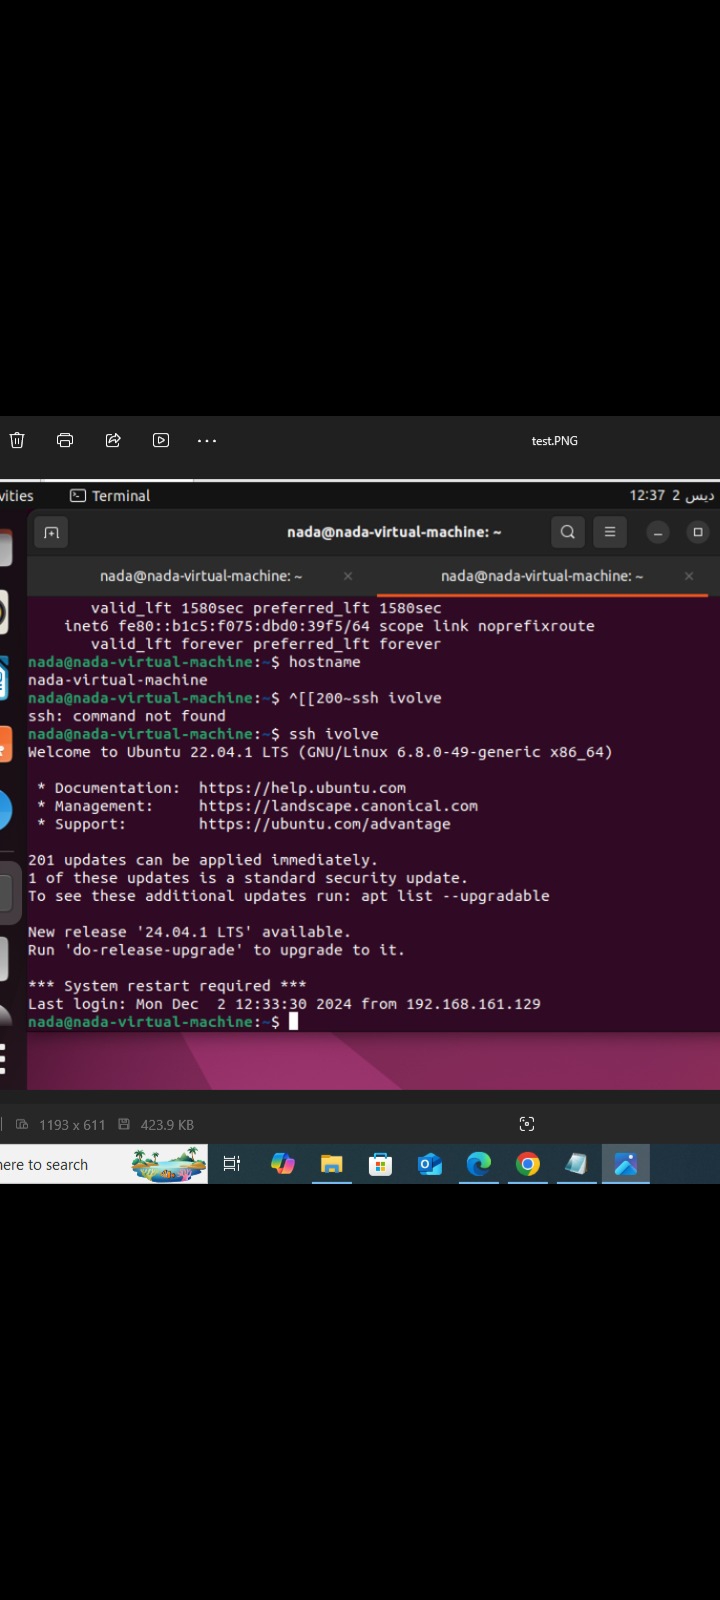 test.PNG
vities
Terminal
12:37 2 ديس
nada@nada-virtual-machine: ~
nada@nada-virtual-machine: ~ × nada@nada-virtual-machine: ~ ×
valid_lft 1580sec preferred_lft 1580sec
inet6 fe80::b1c5:f075:dbd0:39f5/64 scope link noprefixroute
valid_lft forever preferred_lft forever
nada@nada-virtual-machine:~$ hostname
nada-virtual-machine
nada@nada-virtual-machine:~$ ^[[200~ssh ivolve
ssh: command not found
nada@nada-virtual-machine:~$ ssh ivolve
Welcome to Ubuntu 22.04.1 LTS (GNU/Linux 6.8.0-49-generic x86_64)
* Documentation:  https://help.ubuntu.com
* Management:     https://landscape.canonical.com
* Support:        https://ubuntu.com/advantage
201 updates can be applied immediately.
1 of these updates is a standard security update.
To see these additional updates run: apt list --upgradable
New release '24.04.1 LTS' available.
Run 'do-release-upgrade' to upgrade to it.
*** System restart required ***
Last login: Mon Dec  2 12:33:30 2024 from 192.168.161.129
nada@nada-virtual-machine:~$
1193 x 611 423.9 KB
here to search